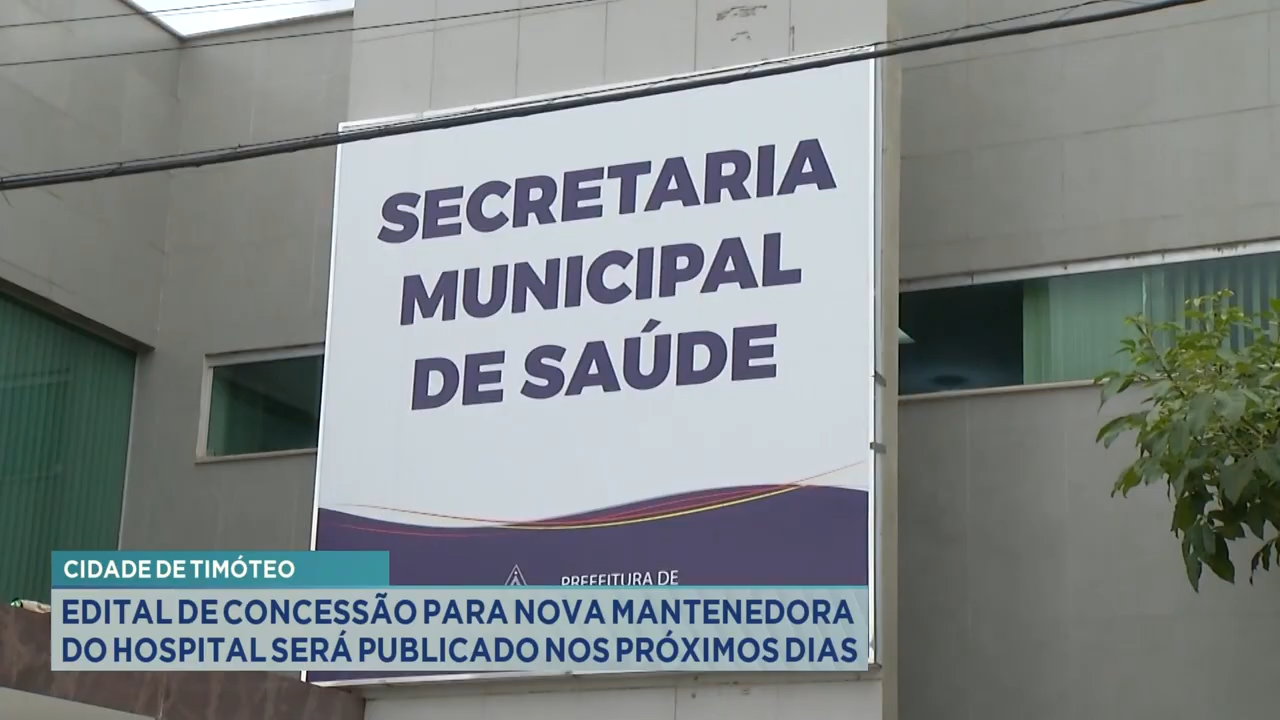 SECRETARIA
MUNICIPAL
DE SAÚDE
PREFEITURA DE
CIDADE DE TIMÓTEO
EDITAL DE CONCESSÃO PARA NOVA MANTENEDORA
DO HOSPITAL SERÁ PUBLICADO NOS PRÓXIMOS DIAS